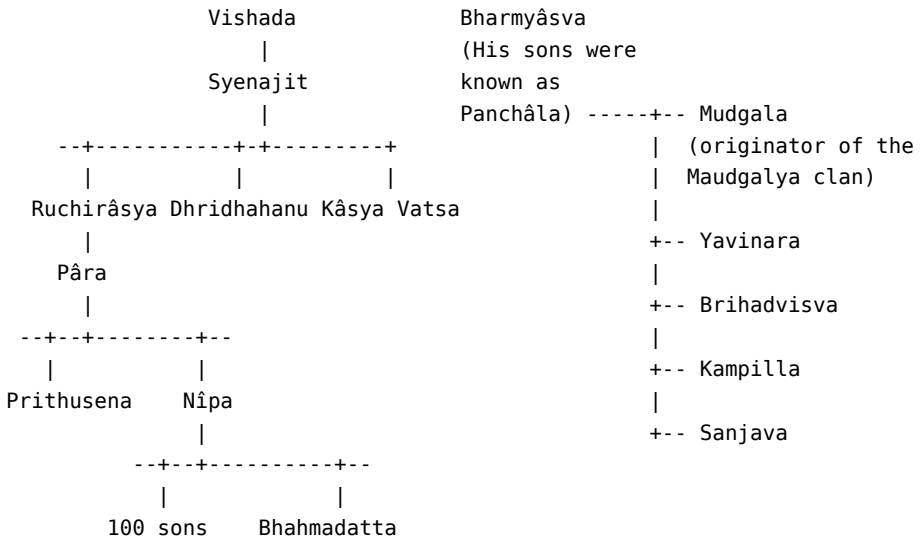 Vishada Bharmyâsva
| (His sons were
Syenajit known as
| Panchâla) -----+-- Mudgala
--+-----------+-+---------+ | (originator of the
| | | | Maudgalya clan)
Ruchirâsya Dhridhahanu Kâsya Vatsa |
| +-- Yavinara
Pâra |
| +-- Brihadvisva
--+--+--------+-- |
| | +-- Kampilla
Prithusena Nîpa |
| +-- Sanjava
--+--+----------+--
| |
100 sons Bhahmadatta